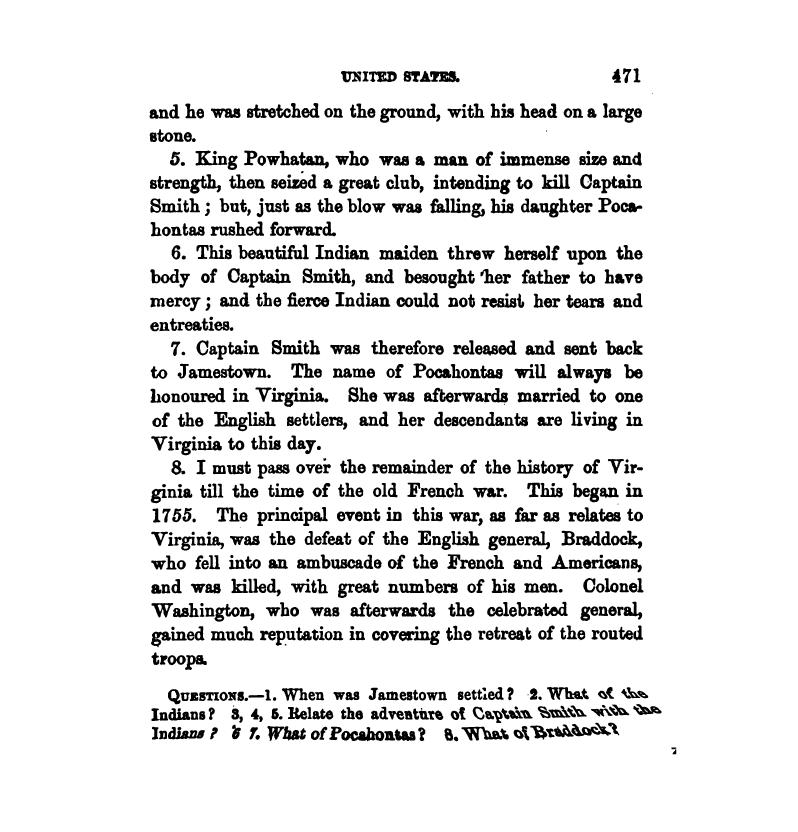 UNITED STATES. 471
and he was stretched on the ground, with his head on a large
stone.
5. King Powhatan, who was a man of immense size and
strength, then seized a great club, intending to kill Captain
Smith; but, just as the blow was falling, his daughter Poca-
hontas rushed forward.
6. This beautiful Indian maiden threw herself upon the
body of Captain Smith, and besought her father to have
mercy; and the fierce Indian could not resist her tears and
entreaties.
7. Captain Smith was therefore released and sent back
to Jamestown. The name of Pocahontas will always be
honoured in Virginia. She was afterwards married to one
of the English settlers, and her descendants are living in
Virginia to this day.
8. I must pass over the remainder of the history of Vir-
ginia till the time of the old French war. This began in
1755. The principal event in this war, as far as relates to
Virginia, was the defeat of the English general, Braddock,
who fell into an ambuscade of the French and Americans,
and was killed, with great numbers of his men. Colonel
Washington, who was afterwards the celebrated general,
gained much reputation in covering the retreat of the routed
troops.
QUESTIONS.—1. When was Jamestown settled? 2. What of the
Indians? 3, 4, 5. Relate the adventure of Captain Smith with the
Indians? 6 7. What of Pocahontas? 8. What of Braddock?